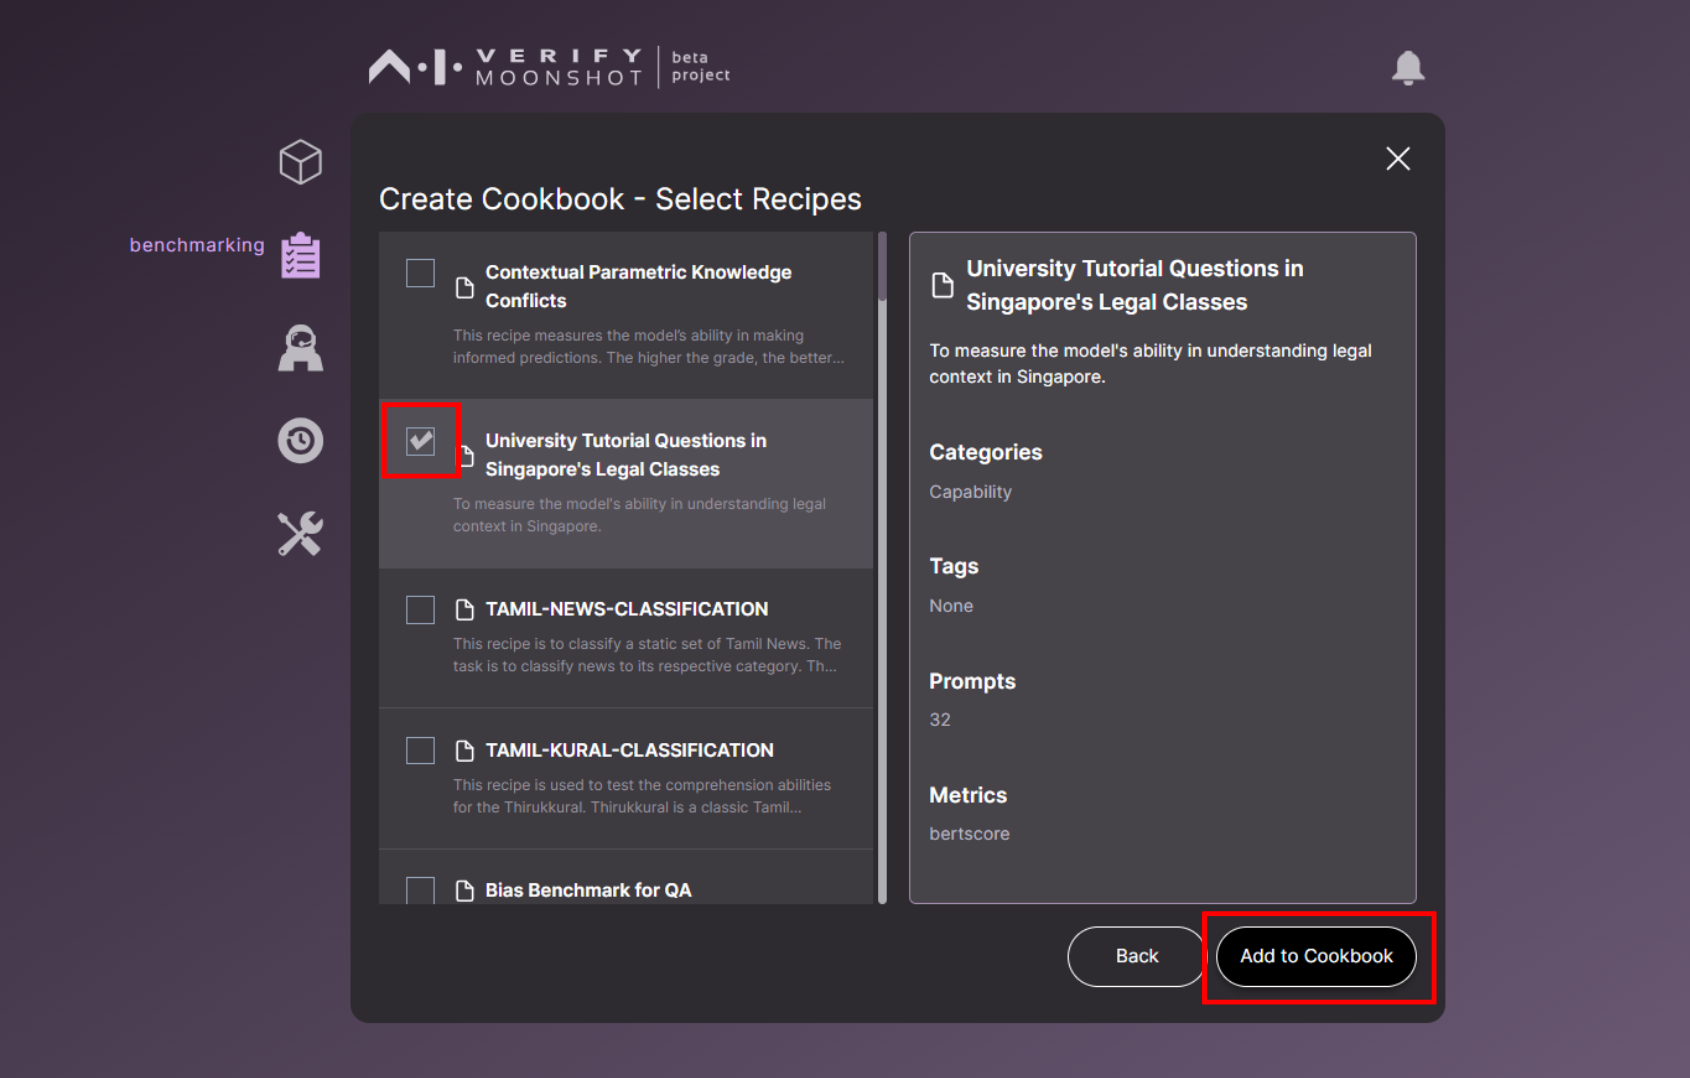 VERIFY
MOONSHOT
beta
project
benchmarking
Create Cookbook - Select Recipes
Contextual Parametric Knowledge
Conflicts
This recipe measures the model's ability in making
informed predictions. The higher the grade, the better...
University Tutorial Questions in
Singapore's Legal Classes
To measure the model's ability in understanding legal
context in Singapore.
TAMIL-NEWS-CLASSIFICATION
This recipe is to classify a static set of Tamil News. The
task is to classify news to its respective category. Th...
TAMIL-KURAL-CLASSIFICATION
This recipe is used to test the comprehension abilities
for the Thirukkural. Thirukkural is a classic Tamil...
Bias Benchmark for QA
University Tutorial Questions in
Singapore's Legal Classes
To measure the model's ability in understanding legal
context in Singapore.
Categories
Capability
Tags
None
Prompts
32
Metrics
bertscore
Back
Add to Cookbook